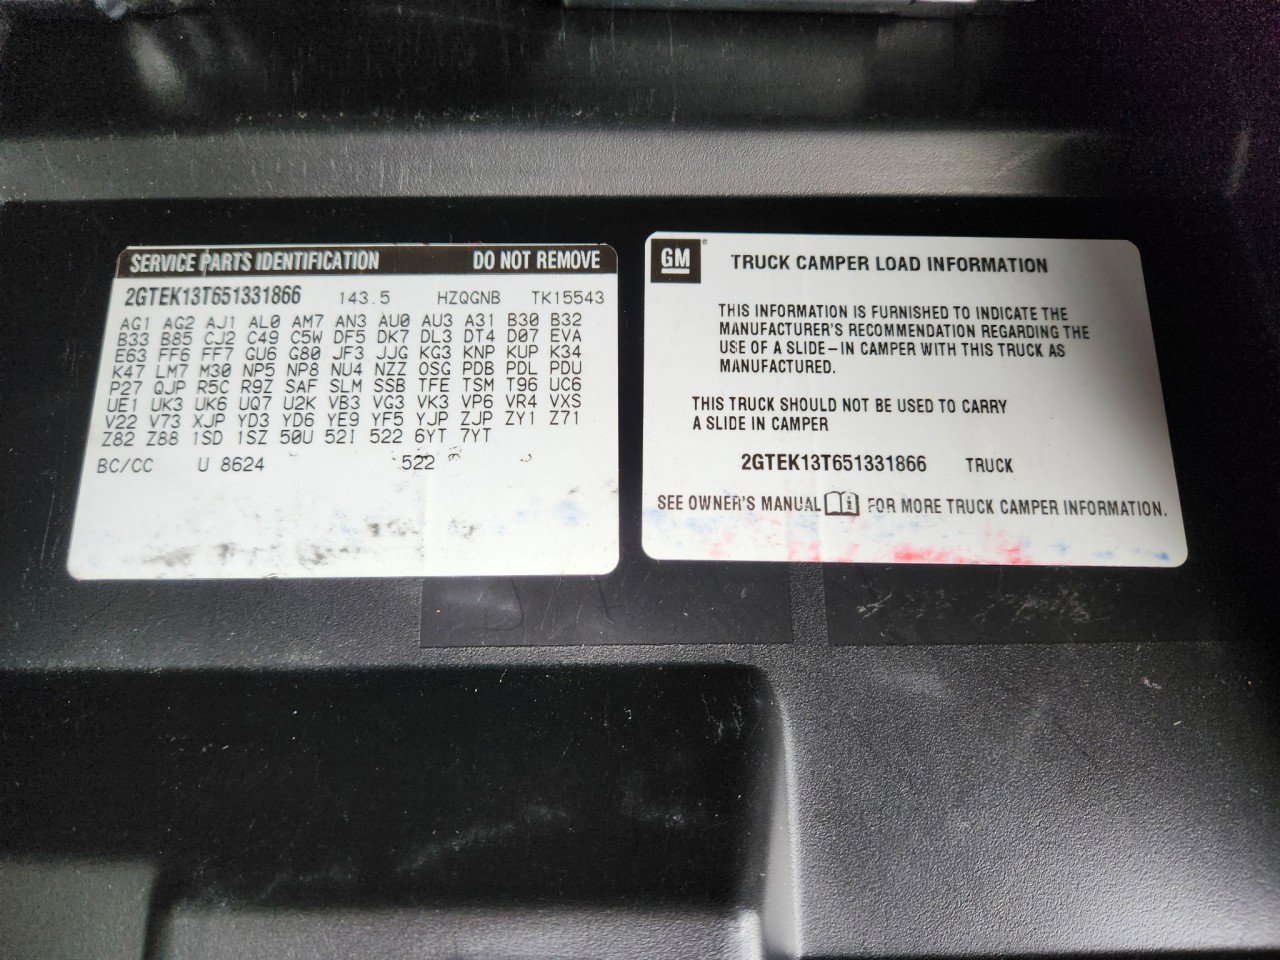 SERVICE PARTS IDENTIFICATION DO NOT REMOVE
2GTEK13T651331866 143.5 HZQGNB TK15543
AG1 AG2 AJ1 AL0 AM7 AN3 AU0 AU3 A31 B30 B32
B33 B85 CJ2 C49 C5W DF5 DK7 DL3 DT4 D07 EVA
E63 FF6 FF7 GU6 G80 JF3 JJG KG3 KNP KUP K34
K47 LM7 M30 NP5 NP8 NU4 NZZ OSG PDB PDL PDU
P27 QJP R5C R9Z SAF SLM SSB TFE TSM T96 UC6
UE1 UK3 UK6 UQ7 U2K VB3 VG3 VK3 VP6 VR4 VXS
V22 V73 XJP YD3 YD6 YE9 YF5 YJP ZJP ZY1 Z71
Z82 Z88 1SD 1SZ 50U 52I 522 6YT 7YT
BC/CC U 8624 522
GM
TRUCK CAMPER LOAD INFORMATION
THIS INFORMATION IS FURNISHED TO INDICATE THE
MANUFACTURER'S RECOMMENDATION REGARDING THE
USE OF A SLIDE-IN CAMPER WITH THIS TRUCK AS
MANUFACTURED.
THIS TRUCK SHOULD NOT BE USED TO CARRY
A SLIDE IN CAMPER
2GTEK13T651331866 TRUCK
SEE OWNER'S MANUAL FOR MORE TRUCK CAMPER INFORMATION.